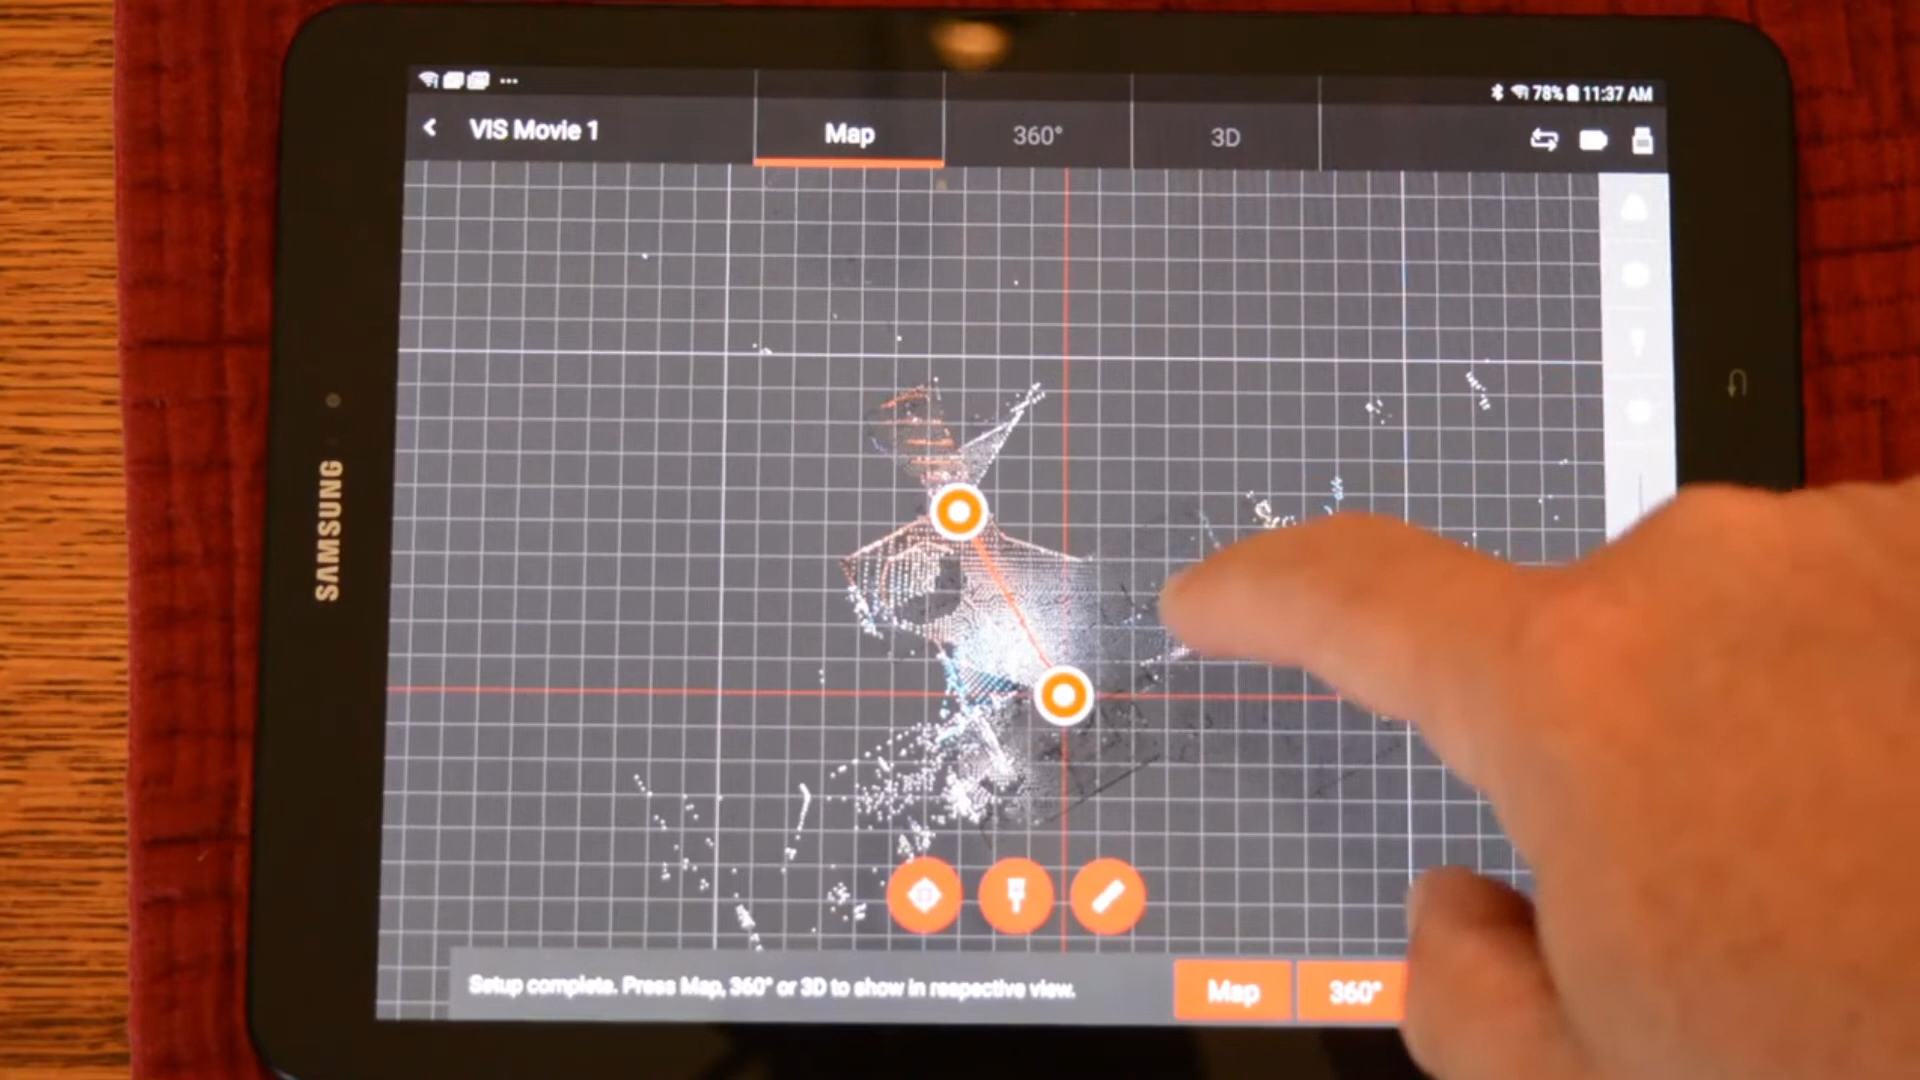 78% 11:37 AM
VIS Movie 1
Map
360°
3D
SAMSUNG
Setup complete. Press Map, 360° or 3D to show in respective view.
Map
360°